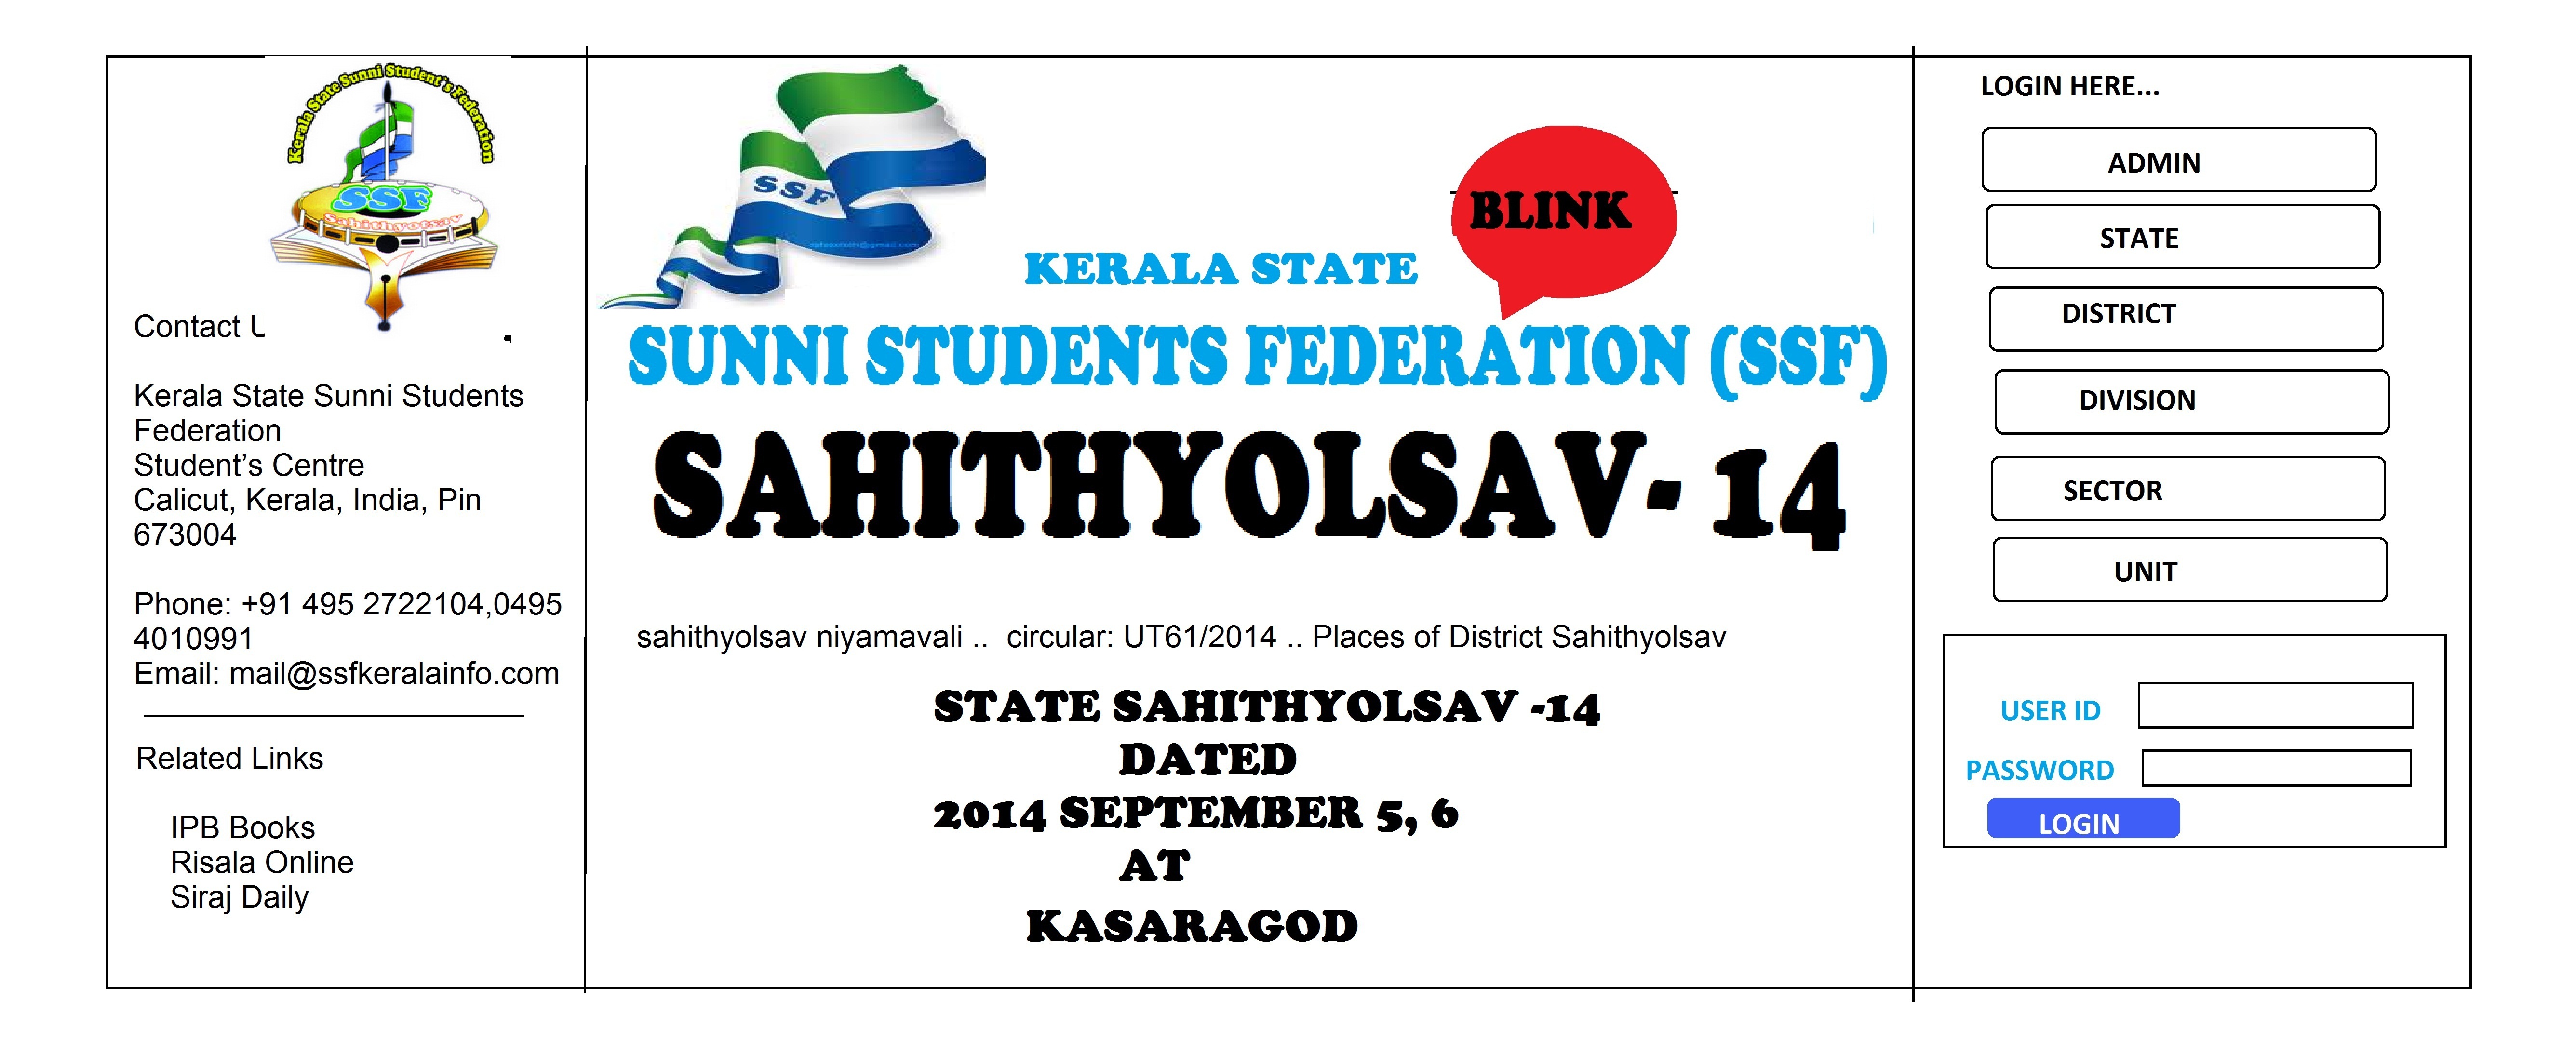 Kerala State Sunni Student's Federation
SSF
Sahithyotsav
Contact U
Kerala State Sunni Students
Federation
Student’s Centre
Calicut, Kerala, India, Pin
673004
Phone: +91 495 2722104,0495
4010991
Email: mail@ssfkeralainfo.com
Related Links
IPB Books
Risala Online
Siraj Daily
SSF
BLINK
KERALA STATE
SUNNI STUDENTS FEDERATION (SSF)
SAHITHYOLSAV- 14
sahithyolsav niyamavali .. circular: UT61/2014 .. Places of District Sahithyolsav
STATE SAHITHYOLSAV -14
DATED
2014 SEPTEMBER 5, 6
AT
KASARAGOD
LOGIN HERE...
ADMIN
STATE
DISTRICT
DIVISION
SECTOR
UNIT
USER ID
PASSWORD
LOGIN